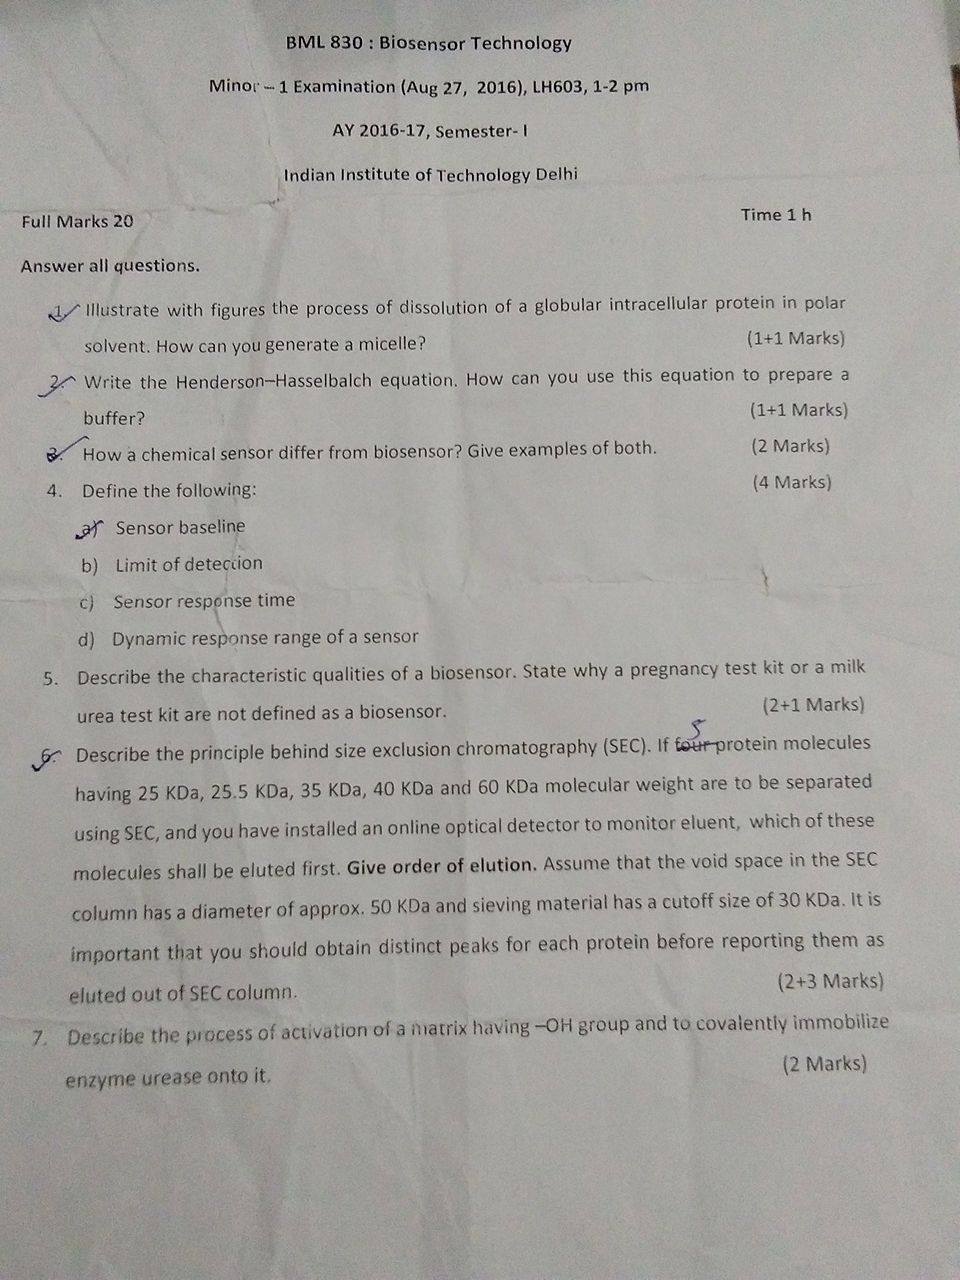 BML 830 : Biosensor Technology
Minor – 1 Examination (Aug 27, 2016), LH603, 1-2 pm
AY 2016-17, Semester- I
Indian Institute of Technology Delhi
Full Marks 20 Time 1 h
Answer all questions.
1. Illustrate with figures the process of dissolution of a globular intracellular protein in polar
solvent. How can you generate a micelle? (1+1 Marks)
2. Write the Henderson–Hasselbalch equation. How can you use this equation to prepare a
buffer? (1+1 Marks)
3. How a chemical sensor differ from biosensor? Give examples of both. (2 Marks)
4. Define the following: (4 Marks)
a) Sensor baseline
b) Limit of detection
c) Sensor response time
d) Dynamic response range of a sensor
5. Describe the characteristic qualities of a biosensor. State why a pregnancy test kit or a milk
urea test kit are not defined as a biosensor. (2+1 Marks)
5
6. Describe the principle behind size exclusion chromatography (SEC). If four protein molecules
having 25 KDa, 25.5 KDa, 35 KDa, 40 KDa and 60 KDa molecular weight are to be separated
using SEC, and you have installed an online optical detector to monitor eluent, which of these
molecules shall be eluted first. Give order of elution. Assume that the void space in the SEC
column has a diameter of approx. 50 KDa and sieving material has a cutoff size of 30 KDa. It is
important that you should obtain distinct peaks for each protein before reporting them as
eluted out of SEC column. (2+3 Marks)
7. Describe the process of activation of a matrix having –OH group and to covalently immobilize
enzyme urease onto it. (2 Marks)